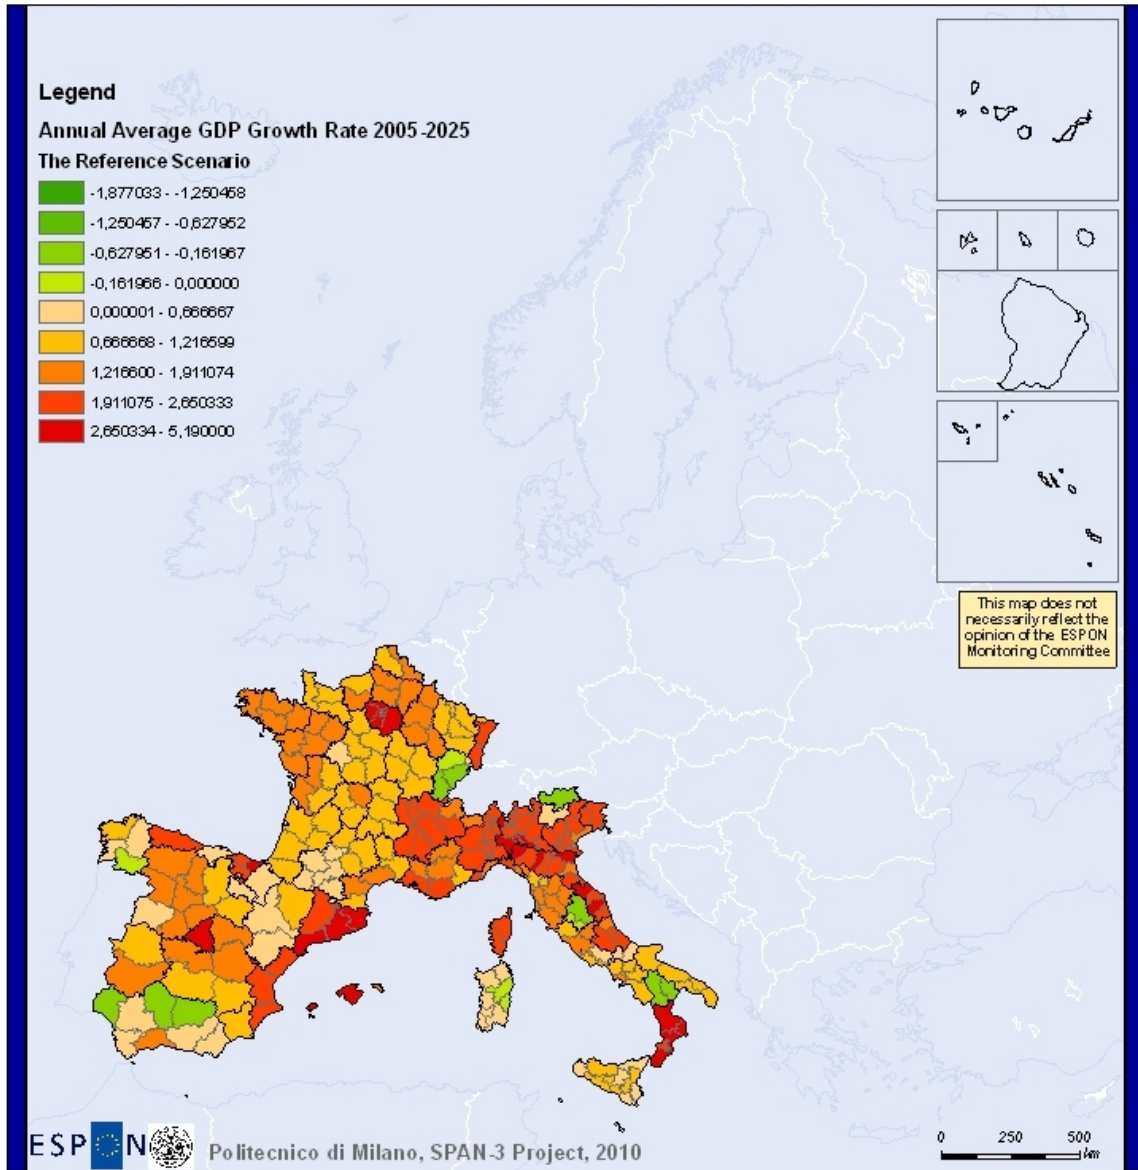 Legend
Annual Average GDP Growth Rate 2005-2025
The Reference Scenario
-1,877033 - -1,250458
-1,250457 - -0,627952
-0,627951 - -0,161967
-0,161966 - 0,000000
0,000001 - 0,666667
0,666668 - 1,216599
1,216600 - 1,911074
1,911075 - 2,650333
2,650334 - 5,190000
This map does not
necessarily reflect the
opinion of the ESPON
Monitoring Committee
ESPON
Politecnico di Milano, SPAN-3 Project, 2010
0 250 500
km